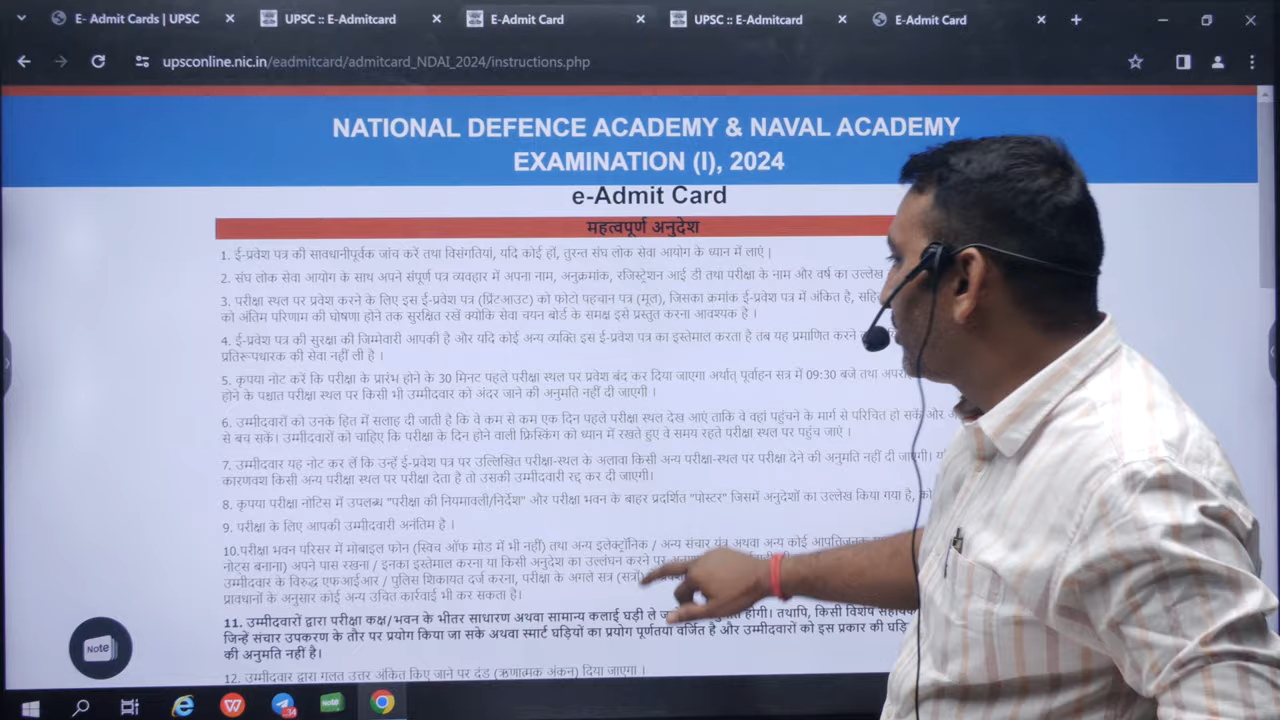 E- Admit Cards | UPSC
UPSC :: E-Admitcard
E-Admit Card
UPSC :: E-Admitcard
E-Admit Card
upsconline.nic.in/eadmitcard/admitcard_NDAI_2024/instructions.php
NATIONAL DEFENCE ACADEMY & NAVAL ACADEMY
EXAMINATION (I), 2024
e-Admit Card
महत्वपूर्ण अनुदेश
1. ई-प्रवेश पत्र की सावधानीपूर्वक जांच करें तथा विसंगतियां, यदि कोई हों, तुरन्त संघ लोक सेवा आयोग के ध्यान में लाएं |
2. संघ लोक सेवा आयोग के साथ अपने संपूर्ण पत्र व्यवहार में अपना नाम, अनुक्रमांक, रजिस्ट्रेशन आई डी तथा परीक्षा के नाम और वर्ष का उल्लेख
3. परीक्षा स्थल पर प्रवेश करने के लिए इस ई-प्रवेश पत्र (प्रिंटआउट) को फोटो पहचान पत्र (मूल), जिसका क्रमांक ई-प्रवेश पत्र में अंकित है,
को अंतिम परिणाम की घोषणा होने तक सुरक्षित रखें क्योंकि सेवा चयन बोर्ड के समक्ष इसे प्रस्तुत करना आवश्यक है ।
4. ई-प्रवेश पत्र की सुरक्षा की जिम्मेवारी आपकी है और यदि कोई अन्य व्यक्ति इस ई-प्रवेश पत्र का इस्तेमाल करता है तब यह प्रमाणित करने
प्रतिरूपधारक की सेवा नहीं ली है ।
5. कृपया नोट करें कि परीक्षा के प्रारंभ होने के 30 मिनट पहले परीक्षा स्थल पर प्रवेश बंद कर दिया जाएगा अर्थात् पूर्वाहन सत्र में 09:30 बजे तथा
होने के पश्चात परीक्षा स्थल पर किसी भी उम्मीदवार को अंदर जाने की अनुमति नहीं दी जाएगी ।
6. उम्मीदवारों को उनके हित में सलाह दी जाती है कि वे कम से कम एक दिन पहले परीक्षा स्थल देख आएं ताकि वे वहां पहुंचने के मार्ग से परिचित हो सकें और
से बच सकें। उम्मीदवारों को चाहिए कि परीक्षा के दिन होने वाली फ्रिस्किंग को ध्यान में रखते हुए वे समय रहते परीक्षा स्थल पर पहुंच जाएं ।
7. उम्मीदवार यह नोट कर लें कि उन्हें ई-प्रवेश पत्र पर उल्लिखित परीक्षा-स्थल के अलावा किसी अन्य परीक्षा-स्थल पर परीक्षा देने की अनुमति नहीं दी जाएगी।
कारणवश किसी अन्य परीक्षा स्थल पर परीक्षा देता है तो उसकी उम्मीदवारी रद्द कर दी जाएगी।
8. कृपया परीक्षा नोटिस में उपलब्ध "परीक्षा की नियमावली/निर्देश" और परीक्षा भवन के बाहर प्रदर्शित "पोस्टर" जिसमें अनुदेशों का उल्लेख किया गया है,
9. परीक्षा के लिए आपकी उम्मीदवारी अनंतिम है ।
10.परीक्षा भवन परिसर में मोबाइल फोन (स्विच ऑफ मोड में भी नहीं) तथा अन्य इलेक्ट्रॉनिक / अन्य संचार यंत्र अथवा अन्य कोई आपत्तिजनक
नोटस बनाना) अपने पास रखना / इनका इस्तेमाल करना या किसी अनुदेश का उल्लंघन करने पर
उम्मीदवार के विरुद्ध एफआईआर / पुलिस शिकायत दर्ज करना, परीक्षा के अगले सत्र (सत्रों)
प्रावधानों के अनुसार कोई अन्य उचित कार्रवाई भी कर सकता है।
11. उम्मीदवारों द्वारा परीक्षा कक्ष/भवन के भीतर साधारण अथवा सामान्य कलाई घड़ी ले होगी। तथापि, किसी विशेष
जिन्हें संचार उपकरण के तौर पर प्रयोग किया जा सके अथवा स्मार्ट घड़ियों का प्रयोग पूर्णतया वर्जित है और उम्मीदवारों को इस प्रकार की
की अनुमति नहीं है।
12. उम्मीदवार द्वारा गलत उत्तर अंकित किए जाने पर दंड (ऋणात्मक अंकन) दिया जाएगा ।
Note
Note